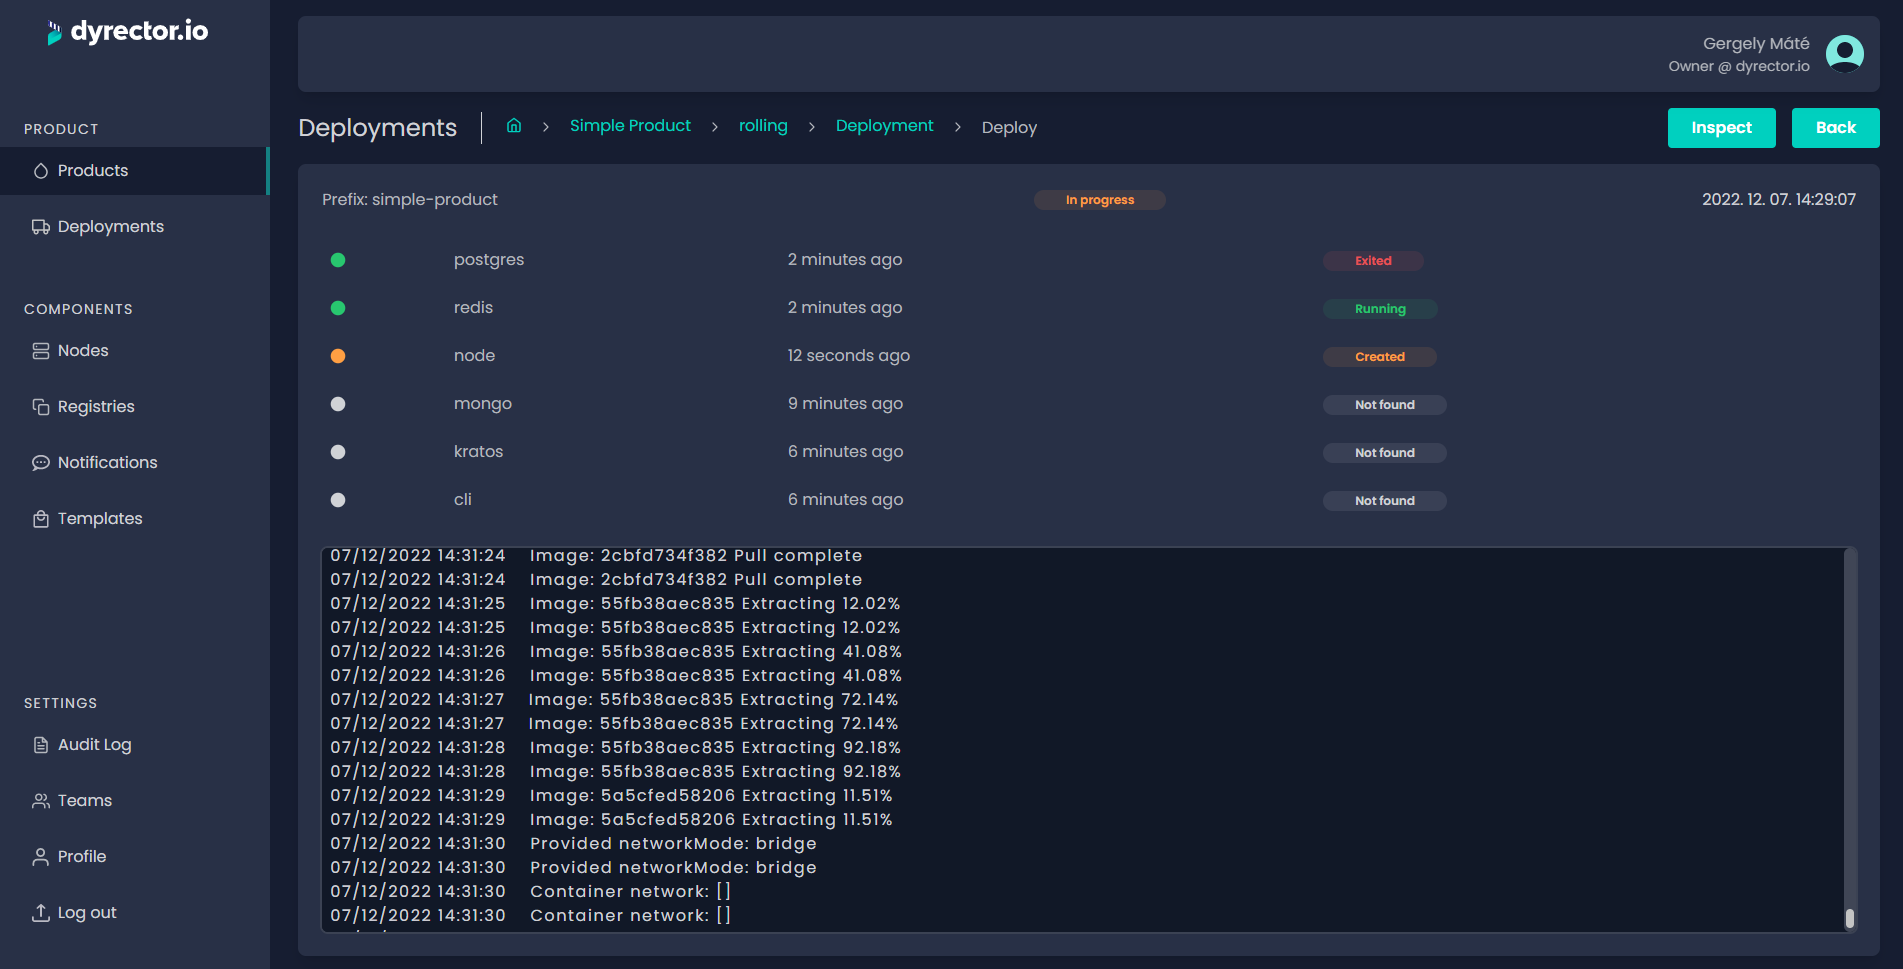 dyrector.io
Gergely Máté
Owner @ dyrector.io
PRODUCT
Products
Deployments
COMPONENTS
Nodes
Registries
Notifications
Templates
SETTINGS
Audit Log
Teams
Profile
Log out
Deployments
Simple Product > rolling > Deployment > Deploy
Inspect
Back
Prefix: simple-product In progress 2022. 12. 07. 14:29:07
postgres 2 minutes ago Exited
redis 2 minutes ago Running
node 12 seconds ago Created
mongo 9 minutes ago Not found
kratos 6 minutes ago Not found
cli 6 minutes ago Not found
07/12/2022 14:31:24 Image: 2cbfd734f382 Pull complete
07/12/2022 14:31:24 Image: 2cbfd734f382 Pull complete
07/12/2022 14:31:25 Image: 55fb38aec835 Extracting 12.02%
07/12/2022 14:31:25 Image: 55fb38aec835 Extracting 12.02%
07/12/2022 14:31:26 Image: 55fb38aec835 Extracting 41.08%
07/12/2022 14:31:26 Image: 55fb38aec835 Extracting 41.08%
07/12/2022 14:31:27 Image: 55fb38aec835 Extracting 72.14%
07/12/2022 14:31:27 Image: 55fb38aec835 Extracting 72.14%
07/12/2022 14:31:28 Image: 55fb38aec835 Extracting 92.18%
07/12/2022 14:31:28 Image: 55fb38aec835 Extracting 92.18%
07/12/2022 14:31:29 Image: 5a5cfed58206 Extracting 11.51%
07/12/2022 14:31:29 Image: 5a5cfed58206 Extracting 11.51%
07/12/2022 14:31:30 Provided networkMode: bridge
07/12/2022 14:31:30 Provided networkMode: bridge
07/12/2022 14:31:30 Container network: []
07/12/2022 14:31:30 Container network: []